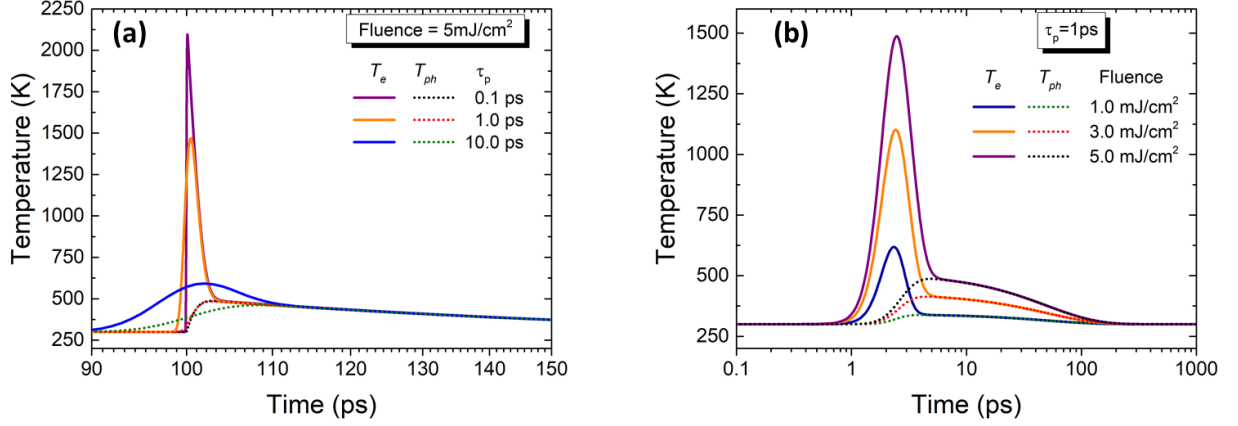 (a)
Fluence = 5mJ/cm²
Tₑ Tₚₕ τₚ
0.1 ps
1.0 ps
10.0 ps
2250
2000
1750
1500
1250
1000
750
500
250
Temperature (K)
90 100 110 120 130 140 150
Time (ps)
(b)
τₚ=1ps
Tₑ Tₚₕ Fluence
1.0 mJ/cm²
3.0 mJ/cm²
5.0 mJ/cm²
1500
1250
1000
750
500
250
Temperature (K)
0.1 1 10 100 1000
Time (ps)